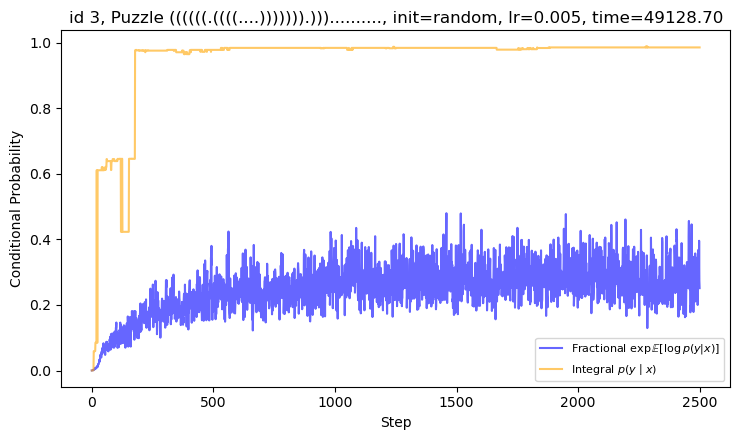 id 3, Puzzle ((((((.((((....))))))).))).........., init=random, lr=0.005, time=49128.70
Conditional Probability
1.0
0.8
0.6
0.4
0.2
0.0
Fractional exp𝔼[log p(y|x)]
Integral p(y | x)
0
500
1000
1500
2000
2500
Step